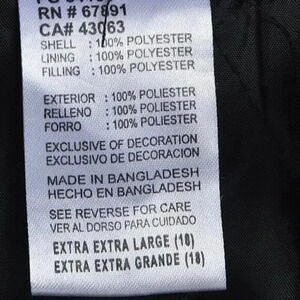 RN # 67891
CA# 43063
SHELL : 100% POLYESTER
LINING : 100% POLYESTER
FILLING : 100% POLYESTER
EXTERIOR : 100% POLIESTER
RELLENO : 100% POLIESTER
FORRO : 100% POLIESTER
EXCLUSIVE OF DECORATION
EXCLUSIVO DE DECORACION
MADE IN BANGLADESH
HECHO EN BANGLADESH
SEE REVERSE FOR CARE
VER AL DORSO PARA CUIDADO
EXTRA EXTRA LARGE (18)
EXTRA EXTRA GRANDE (18)